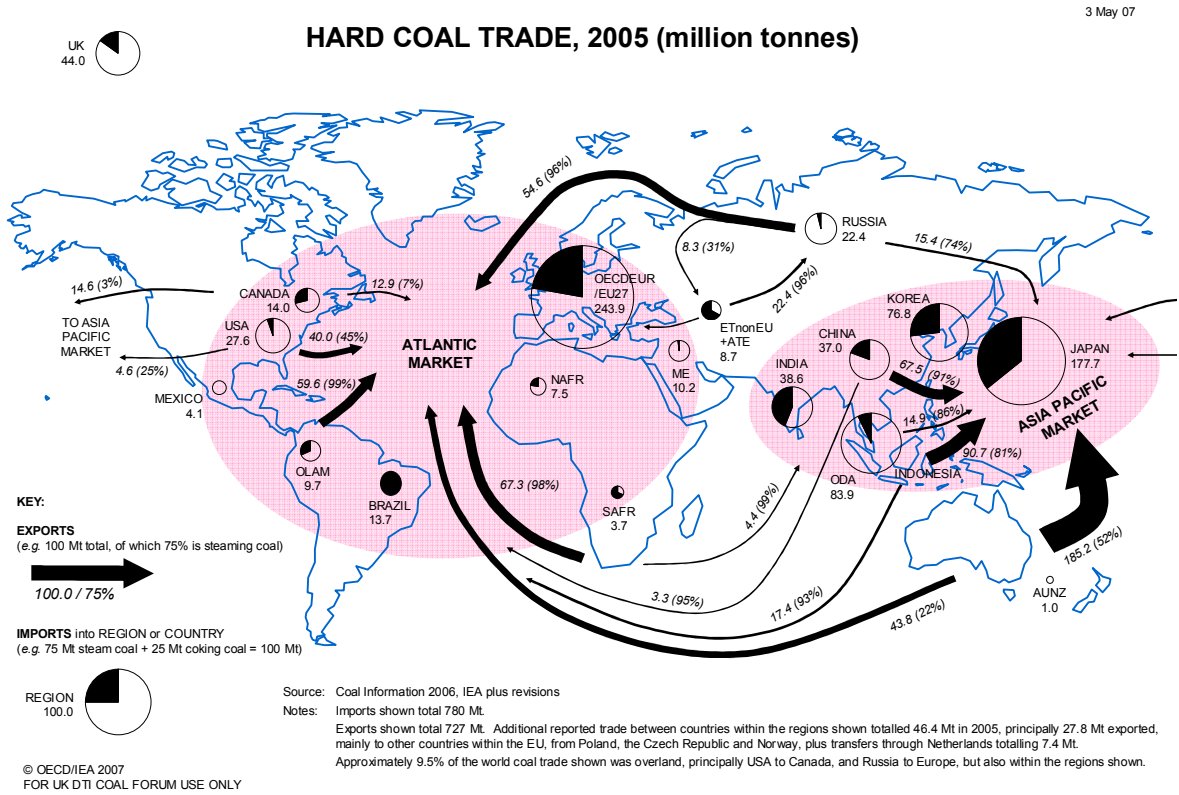 3 May 07
HARD COAL TRADE, 2005 (million tonnes)
UK
44.0
54.6 (96%)
RUSSIA
22.4
15.4 (74%)
8.3 (31%)
22.4 (96%)
OECDEUR
/EU27
243.9
ETnonEU
+ATE
8.7
14.6 (3%)
CANADA
14.0
12.9 (7%)
TO ASIA
PACIFIC
MARKET
USA
27.6
40.0 (45%)
4.6 (25%)
ATLANTIC
MARKET
MEXICO
4.1
59.6 (99%)
NAFR
7.5
ME
10.2
KOREA
76.8
CHINA
37.0
JAPAN
177.7
INDIA
38.6
67.5 (91%)
14.9 (86%)
ASIA PACIFIC
MARKET
90.7 (81%)
INDONESIA
ODA
83.9
OLAM
9.7
BRAZIL
13.7
67.3 (98%)
SAFR
3.7
4.4 (99%)
3.3 (95%)
17.4 (93%)
43.8 (22%)
185.2 (52%)
AUNZ
1.0
KEY:
EXPORTS
(e.g. 100 Mt total, of which 75% is steaming coal)
100.0 / 75%
IMPORTS into REGION or COUNTRY
(e.g. 75 Mt steam coal + 25 Mt coking coal = 100 Mt)
REGION
100.0
Source: Coal Information 2006, IEA plus revisions
Notes: Imports shown total 780 Mt.
Exports shown total 727 Mt. Additional reported trade between countries within the regions shown totalled 46.4 Mt in 2005, principally 27.8 Mt exported,
mainly to other countries within the EU, from Poland, the Czech Republic and Norway, plus transfers through Netherlands totalling 7.4 Mt.
Approximately 9.5% of the world coal trade shown was overland, principally USA to Canada, and Russia to Europe, but also within the regions shown.
© OECD/IEA 2007
FOR UK DTI COAL FORUM USE ONLY